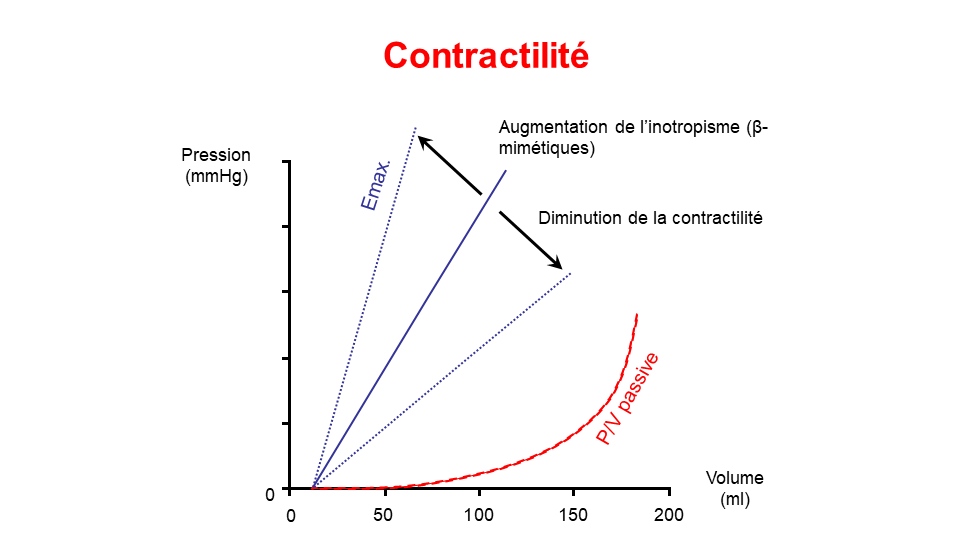 Contractilité
Augmentation de l’inotropisme (β-
mimétiques)
Pression
(mmHg)
Emax.
Diminution de la contractilité
P/V passive
Volume
(ml)
0
0
50
100
150
200